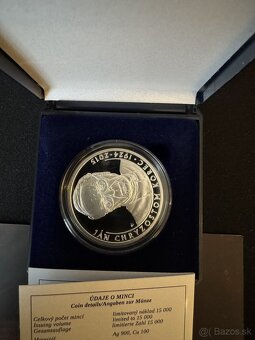 JÁN CHRYZOSTOM KOREC • 1924-2015
ÚDAJE O MINCI
Coin details/Angaben zur Münze
Celkový počet mincí limitovaný náklad 15 000
Issuing volume limited to 15 000
Gesamtauflage limitierte Zahl 15 000
Ag 900, Cu 100
bazar.sk